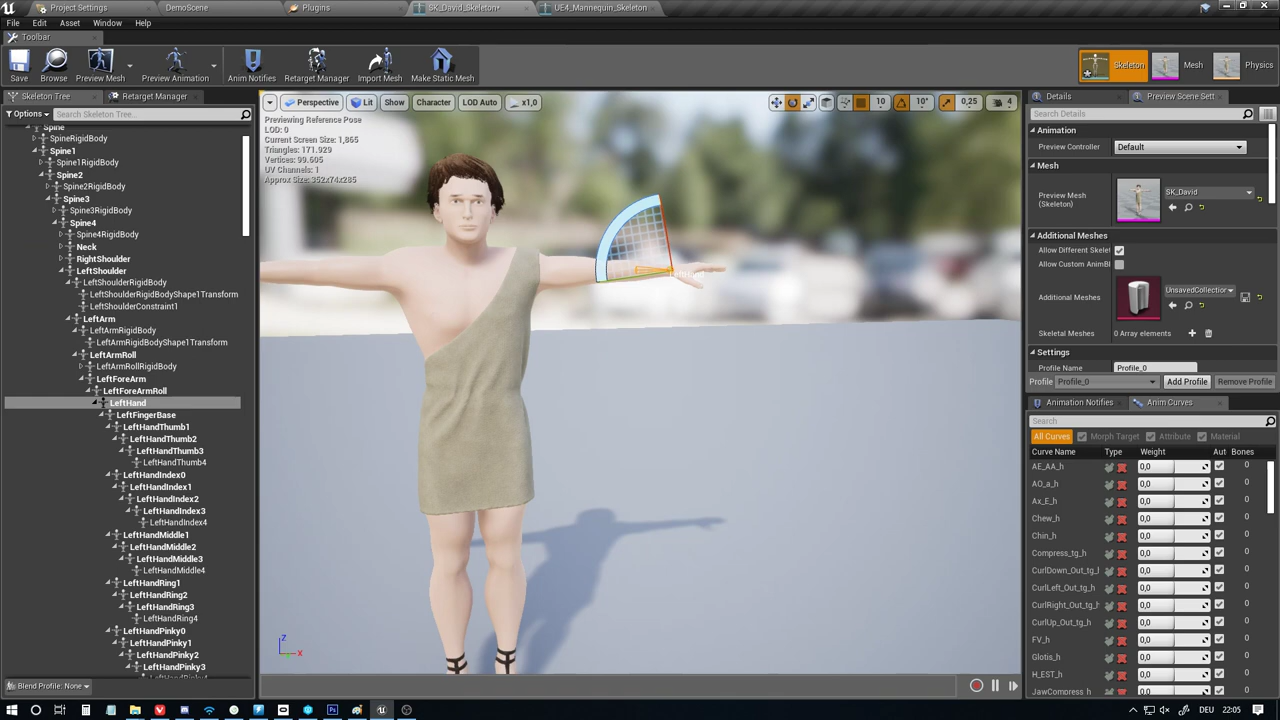 Project Settings
DemoScene
Plugins
SK_David_Skeleton*
UE4_Mannequin_Skeleton
File Edit Asset Window Help
Toolbar
Save
Browse
Preview Mesh
Preview Animation
Anim Notifies
Retarget Manager
Import Mesh
Make Static Mesh
Skeleton
Mesh
Physics
Skeleton Tree
Retarget Manager
Options
Search Skeleton Tree...
Spine
SpineRigidBody
Spine1
Spine1RigidBody
Spine2
Spine2RigidBody
Spine3
Spine3RigidBody
Spine4
Spine4RigidBody
Neck
RightShoulder
LeftShoulder
LeftShoulderRigidBody
LeftShoulderRigidBodyShape1Transform
LeftShoulderConstraint1
LeftArm
LeftArmRigidBody
LeftArmRigidBodyShape1Transform
LeftArmRoll
LeftArmRollRigidBody
LeftForeArm
LeftForeArmRoll
LeftHand
LeftFingerBase
LeftHandThumb1
LeftHandThumb2
LeftHandThumb3
LeftHandThumb4
LeftHandIndex0
LeftHandIndex1
LeftHandIndex2
LeftHandIndex3
LeftHandIndex4
LeftHandMiddle1
LeftHandMiddle2
LeftHandMiddle3
LeftHandMiddle4
LeftHandRing1
LeftHandRing2
LeftHandRing3
LeftHandRing4
LeftHandPinky0
LeftHandPinky1
LeftHandPinky2
LeftHandPinky3
Blend Profile: None
Perspective Lit Show Character LOD Auto x1,0
10 10° 0,25 4
Previewing Reference Pose
LOD: 0
Current Screen Size: 1,865
Triangles: 171.929
Vertices: 99.605
UV Channels: 1
Approx Size: 352x74x285
LeftHand
Z
X
Details
Preview Scene Sett
Search Details
Animation
Preview Controller Default
Mesh
Preview Mesh
(Skeleton)
SK_David
Additional Meshes
Allow Different Skelet
Allow Custom AnimBl
Additional Meshes
UnsavedCollection
Skeletal Meshes 0 Array elements
Settings
Profile Name Profile_0
Profile Profile_0 Add Profile Remove Profile
Animation Notifies
Anim Curves
Search
All Curves Morph Target Attribute Material
Curve Name Type Weight Aut Bones
AE_AA_h 0,0 0
AO_a_h 0,0 0
Ax_E_h 0,0 0
Chew_h 0,0 0
Chin_h 0,0 0
Compress_tg_h 0,0 0
CurlDown_Out_tg_h 0,0 0
CurlLeft_Out_tg_h 0,0 0
CurlRight_Out_tg_h 0,0 0
CurlUp_Out_tg_h 0,0 0
FV_h 0,0 0
Glotis_h 0,0 0
H_EST_h 0,0 0
JawCompress_h 0,0 0
DEU 22:05